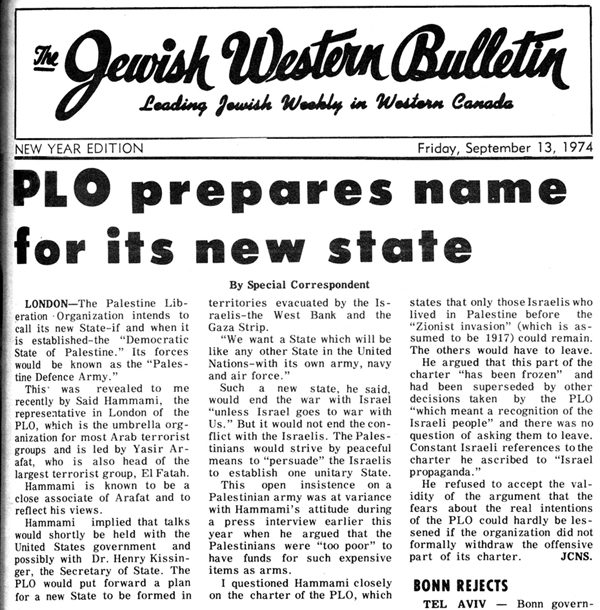 The Jewish Western Bulletin
Leading Jewish Weekly in Western Canada
NEW YEAR EDITION
Friday, September 13, 1974
PLO prepares name
for its new state
By Special Correspondent
LONDON—The Palestine Lib-
eration Organization intends to
call its new State-if and when it
is established-the "Democratic
State of Palestine." Its forces
would be known as the "Pales-
tine Defence Army."
This was revealed to me
recently by Said Hammami, the
representative in London of the
PLO, which is the umbrella org-
anization for most Arab terrorist
groups and is led by Yasir Ar-
afat, who is also head of the
largest terrorist group, El Fatah.
Hammami is known to be a
close associate of Arafat and to
reflect his views.
Hammami implied that talks
would shortly be held with the
United States government and
possibly with Dr. Henry Kissin-
ger, the Secretary of State. The
PLO would put forward a plan
for a new State to be formed in
territories evacuated by the Is-
raelis-the West Bank and the
Gaza Strip.
"We want a State which will be
like any other State in the United
Nations-with its own army, navy
and air force."
Such a new state, he said,
would end the war with Israel
"unless Israel goes to war with
Us." But it would not end the con-
flict with the Israelis. The Pales-
tinians would strive by peaceful
means to "persuade" the Israelis
to establish one unitary State.
This open insistence on a
Palestinian army was at variance
with Hammami's attitude during
a press interview earlier this
year when he argued that the
Palestinians were "too poor" to
have funds for such expensive
items as arms.
I questioned Hammami closely
on the charter of the PLO, which
states that only those Israelis who
lived in Palestine before the
"Zionist invasion" (which is as-
sumed to be 1917) could remain.
The others would have to leave.
He argued that this part of the
charter "has been frozen" and
had been superseded by other
decisions taken by the PLO
"which meant a recognition of the
Israeli people" and there was no
question of asking them to leave.
Constant Israeli references to the
charter he ascribed to "Israel
propaganda."
He refused to accept the val-
idity of the argument that the
fears about the real intentions
of the PLO could hardly be les-
sened if the organization did not
formally withdraw the offensive
part of its charter. JCNS.
BONN REJECTS
TEL AVIV — Bonn govern-